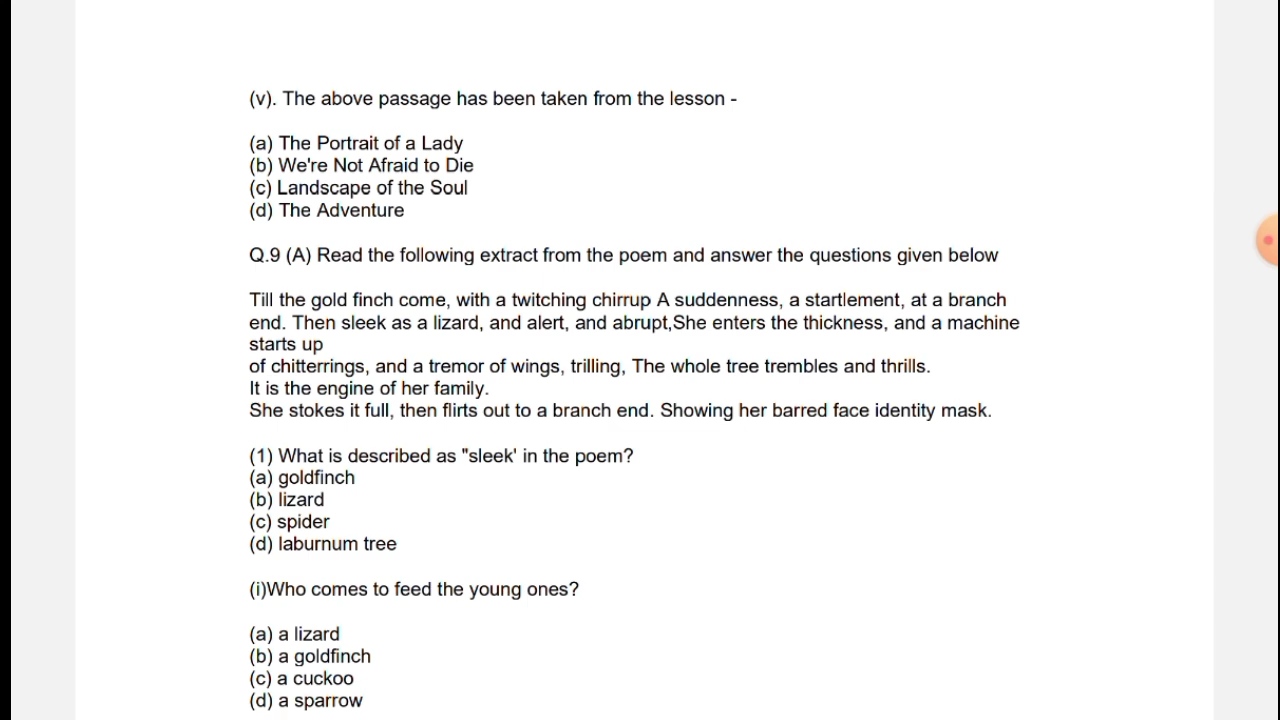 (v). The above passage has been taken from the lesson -
(a) The Portrait of a Lady
(b) We're Not Afraid to Die
(c) Landscape of the Soul
(d) The Adventure
Q.9 (A) Read the following extract from the poem and answer the questions given below
Till the gold finch come, with a twitching chirrup A suddenness, a startlement, at a branch
end. Then sleek as a lizard, and alert, and abrupt,She enters the thickness, and a machine
starts up
of chitterrings, and a tremor of wings, trilling, The whole tree trembles and thrills.
It is the engine of her family.
She stokes it full, then flirts out to a branch end. Showing her barred face identity mask.
(1) What is described as "sleek' in the poem?
(a) goldfinch
(b) lizard
(c) spider
(d) laburnum tree
(i)Who comes to feed the young ones?
(a) a lizard
(b) a goldfinch
(c) a cuckoo
(d) a sparrow